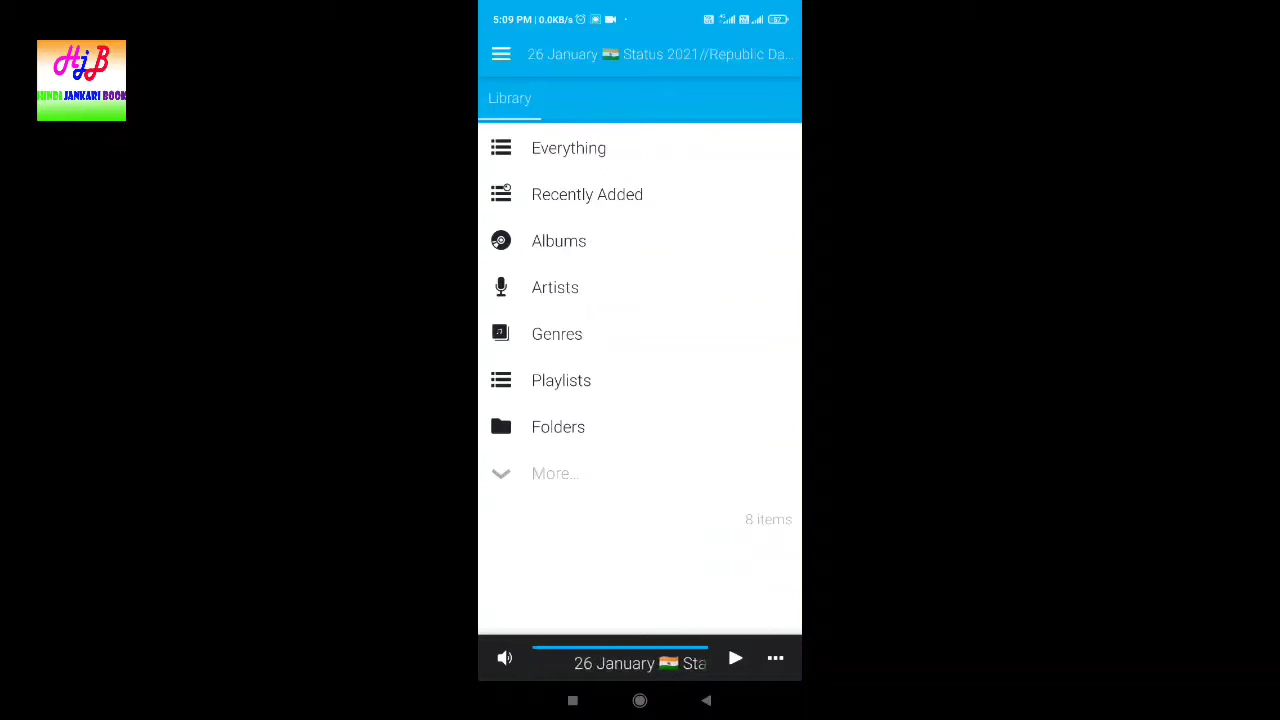 HjB
HINDI JANKARI BOOK
5:09 PM | 0.0KB/s
67
26 January 🇮🇳 Status 2021//Republic Da...
Library
Everything
Recently Added
Albums
Artists
Genres
Playlists
Folders
More...
8 items
26 January 🇮🇳 Sta